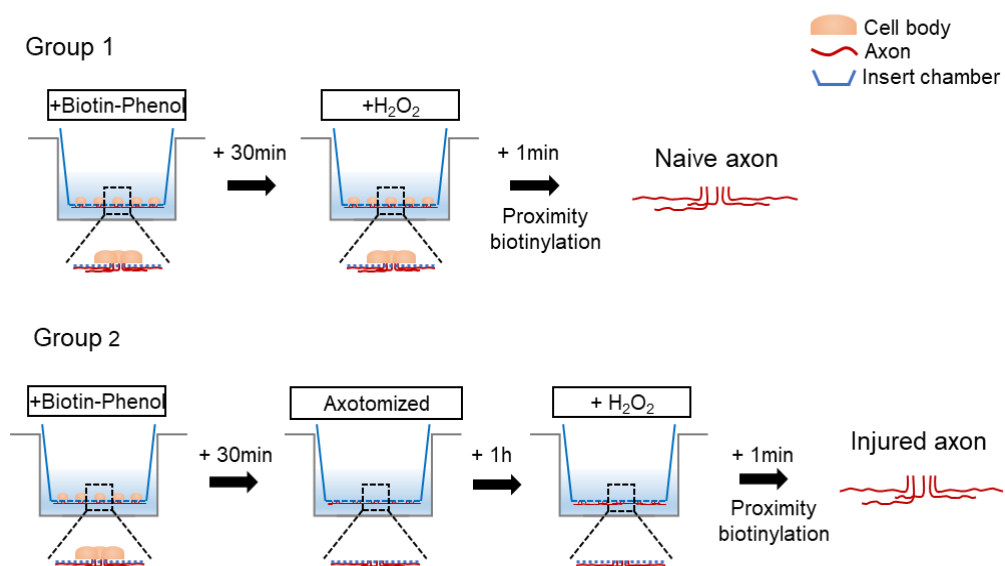 Cell body
Axon
Insert chamber
Group 1
+Biotin-Phenol
+H₂O₂
+ 30min
+ 1min
Proximity
biotinylation
Naive axon
Group 2
+Biotin-Phenol
Axotomized
+ H₂O₂
+ 30min
+ 1h
+ 1min
Proximity
biotinylation
Injured axon